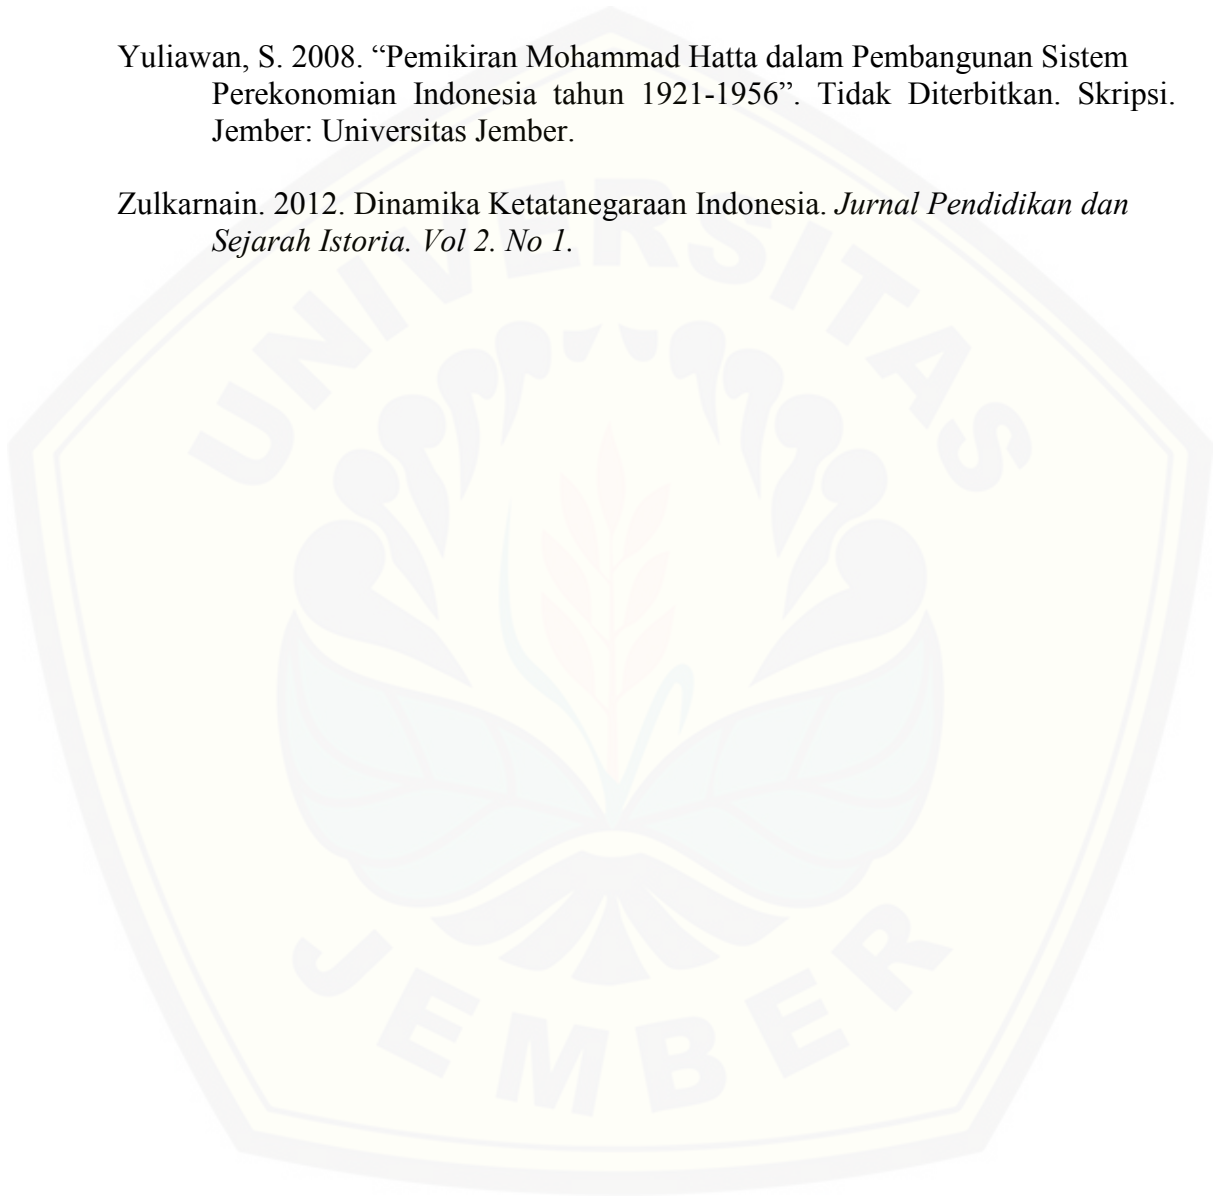 Yuliawan, S. 2008. “Pemikiran Mohammad Hatta dalam Pembangunan Sistem
Perekonomian Indonesia tahun 1921-1956”. Tidak Diterbitkan. Skripsi.
Jember: Universitas Jember.
Zulkarnain. 2012. Dinamika Ketatanegaraan Indonesia. Jurnal Pendidikan dan
Sejarah Istoria. Vol 2. No 1.
UNIVERSITAS
JEMBER